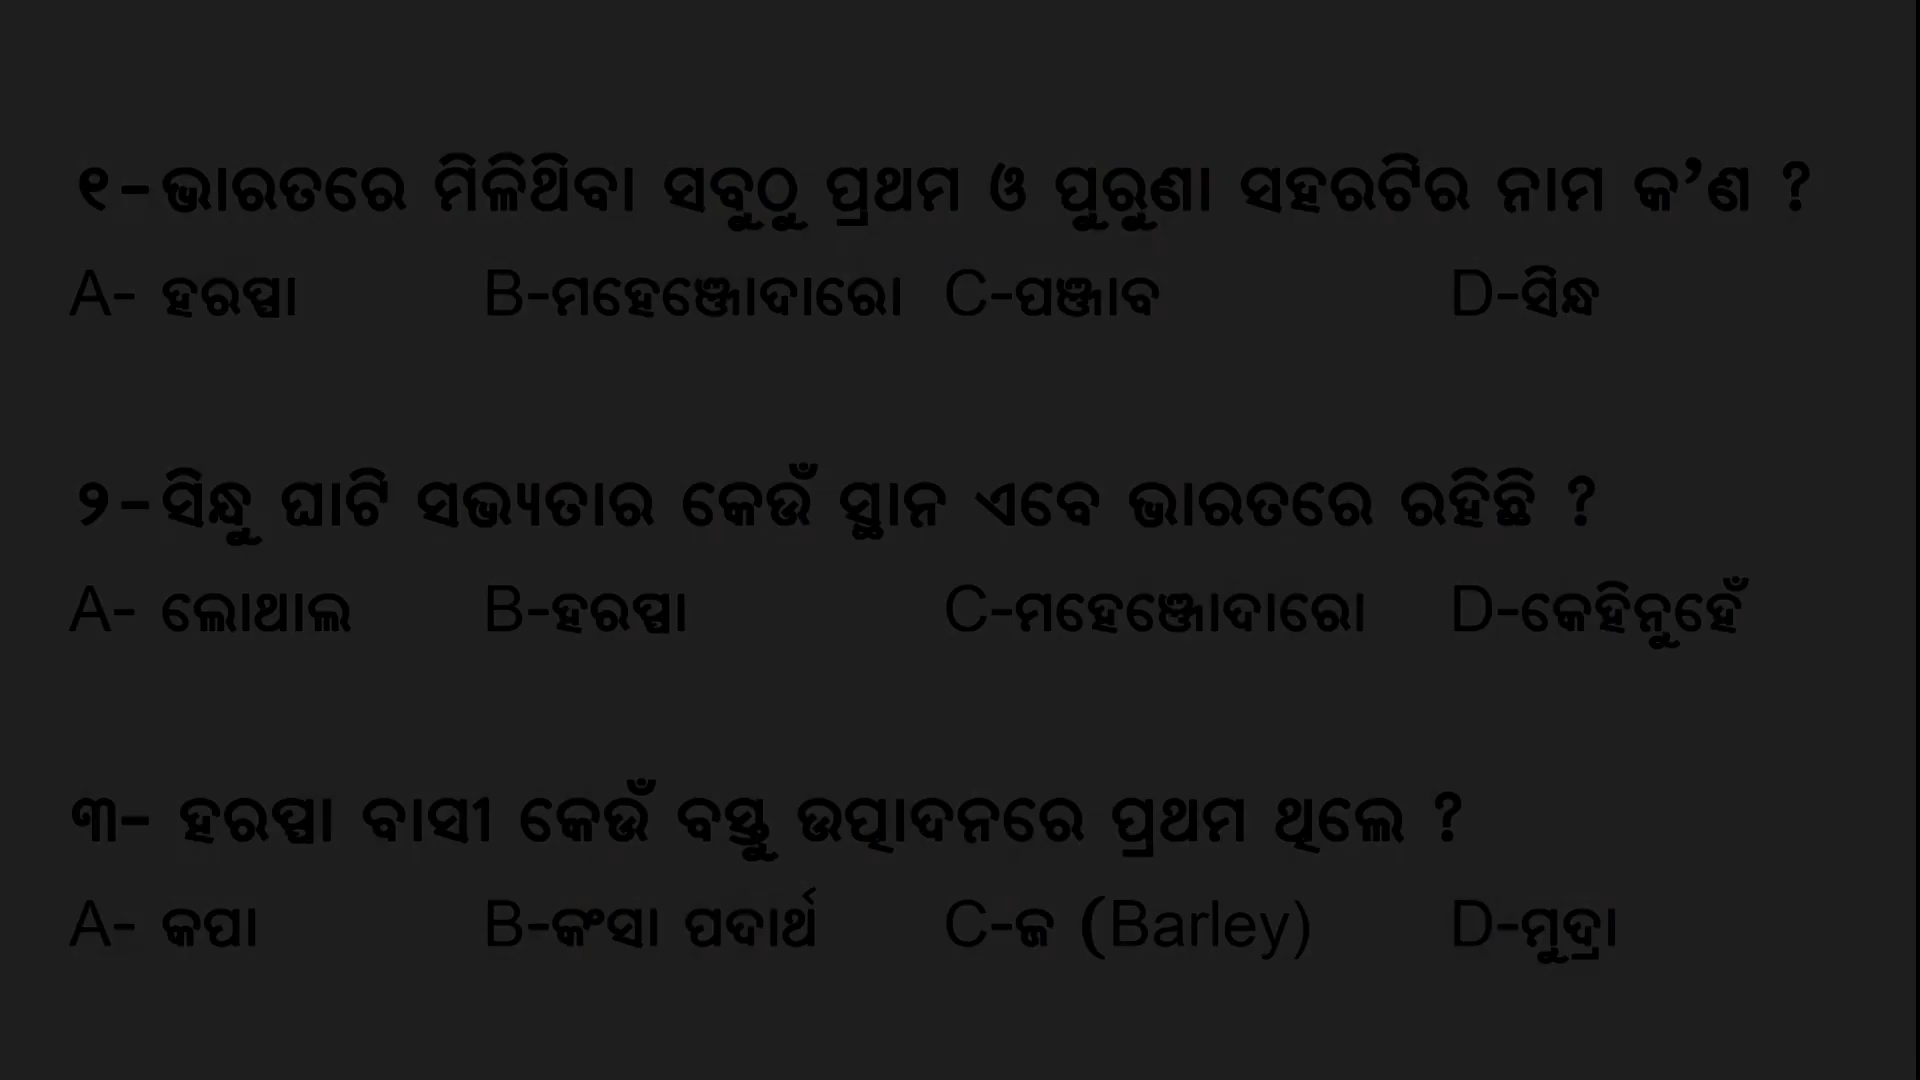 ୧-ଭାରତରେ ମିଳିଥିବା ସବୁଠୁ ପ୍ରଥମ ଓ ପୁରୁଣା ସହରଟିର ନାମ କ’ଣ ?
A- ହରପ୍ପା B-ମହେଞ୍ଜୋଦାରୋ C-ପଞ୍ଜାବ D-ସିନ୍ଧ
୨-ସିନ୍ଧୁ ଘାଟି ସଭ୍ୟତାର କେଉଁ ସ୍ଥାନ ଏବେ ଭାରତରେ ରହିଛି ?
A- ଲୋଥାଲ B-ହରପ୍ପା C-ମହେଞ୍ଜୋଦାରୋ D-କେହିନୁହେଁ
୩- ହରପ୍ପା ବାସୀ କେଉଁ ବସ୍ତୁ ଉତ୍ପାଦନରେ ପ୍ରଥମ ଥିଲେ ?
A- କପା B-କଂସା ପଦାର୍ଥ C-ଜ (Barley) D-ମୁଦ୍ରା